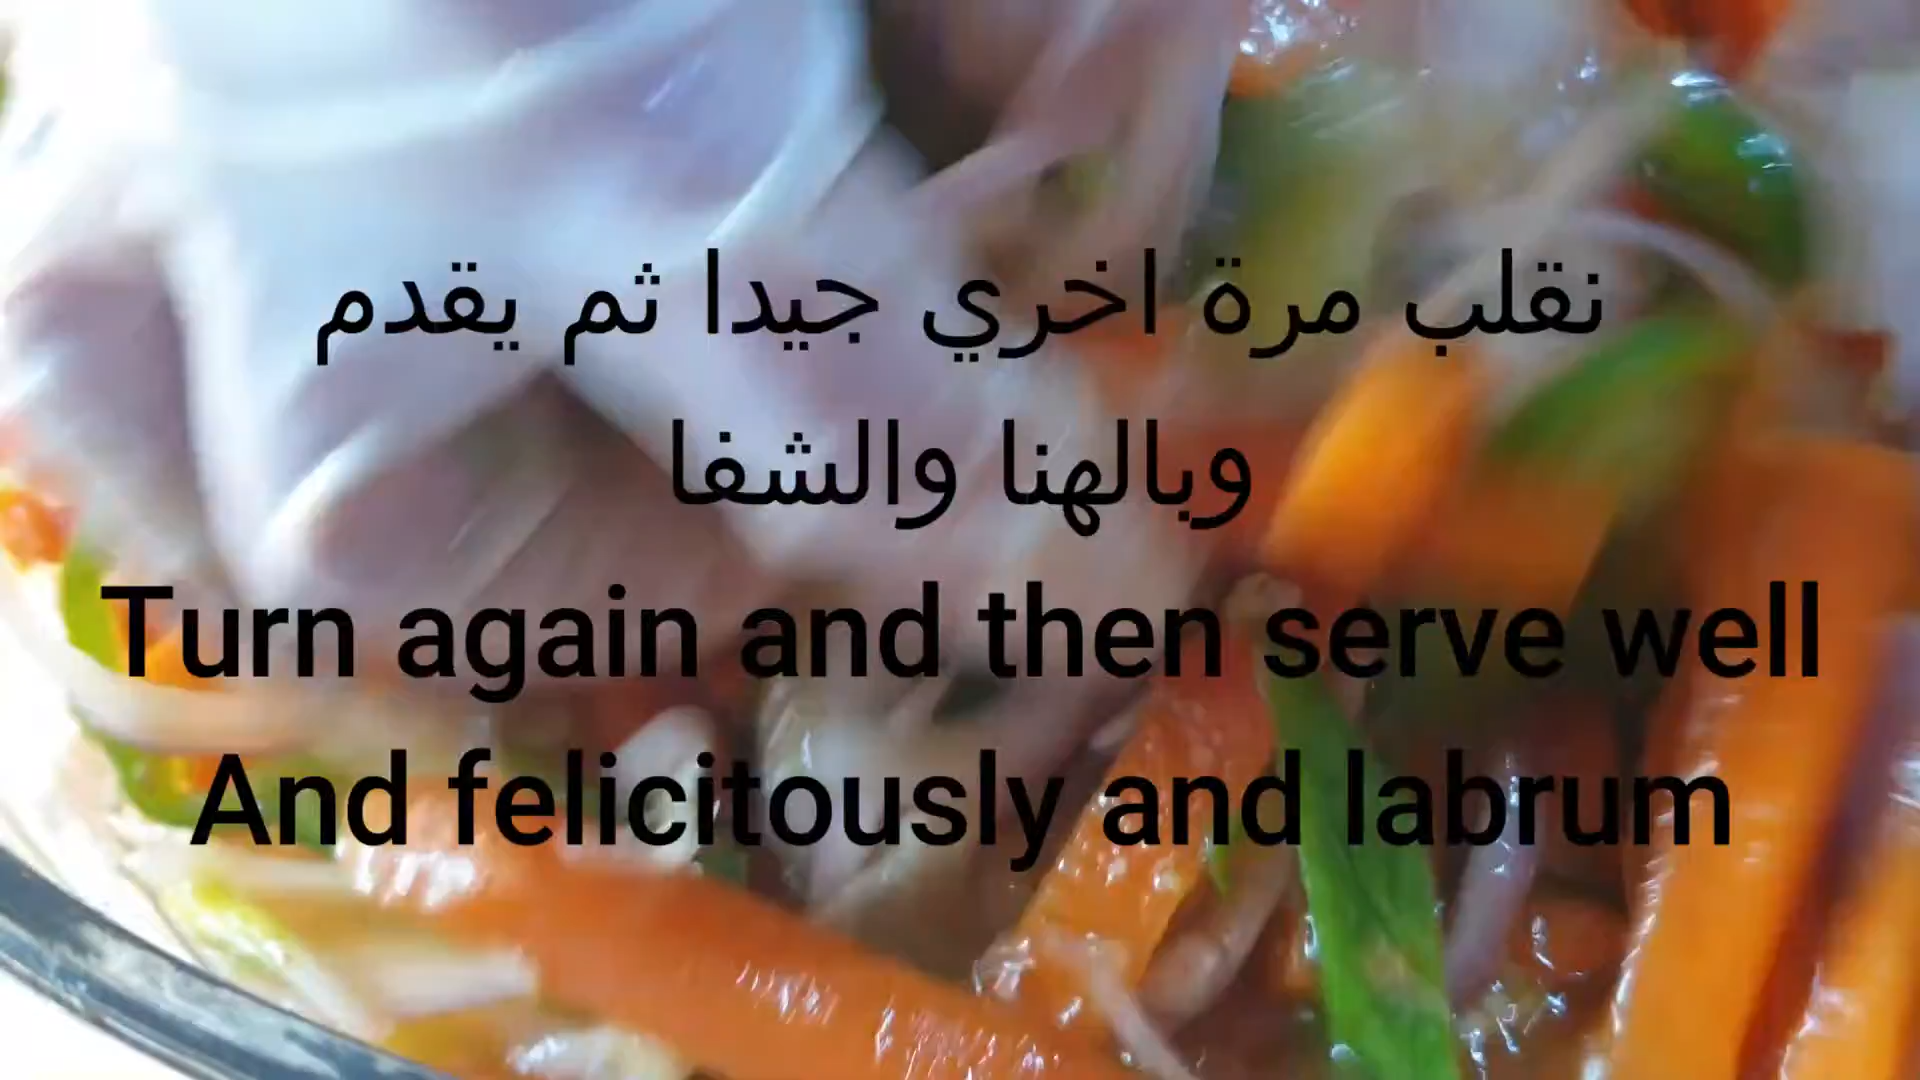 نقلب مرة اخري جيدا ثم يقدم
وبالهنا والشفا
Turn again and then serve well
And felicitously and labrum